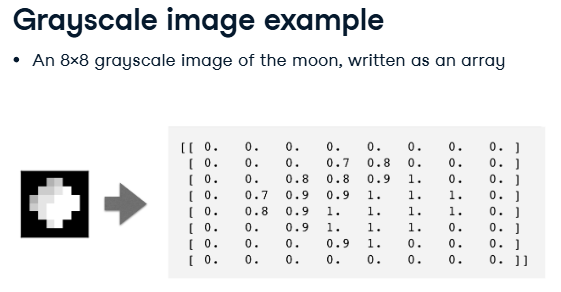 Grayscale image example
• An 8×8 grayscale image of the moon, written as an array
[[ 0. 0. 0. 0. 0. 0. 0. 0. ]
[ 0. 0. 0. 0.7 0.8 0. 0. 0. ]
[ 0. 0. 0.8 0.8 0.9 1. 0. 0. ]
[ 0. 0.7 0.9 0.9 1. 1. 1. 0. ]
[ 0. 0.8 0.9 1. 1. 1. 1. 0. ]
[ 0. 0. 0.9 1. 1. 1. 0. 0. ]
[ 0. 0. 0. 0.9 1. 0. 0. 0. ]
[ 0. 0. 0. 0. 0. 0. 0. 0. ]]